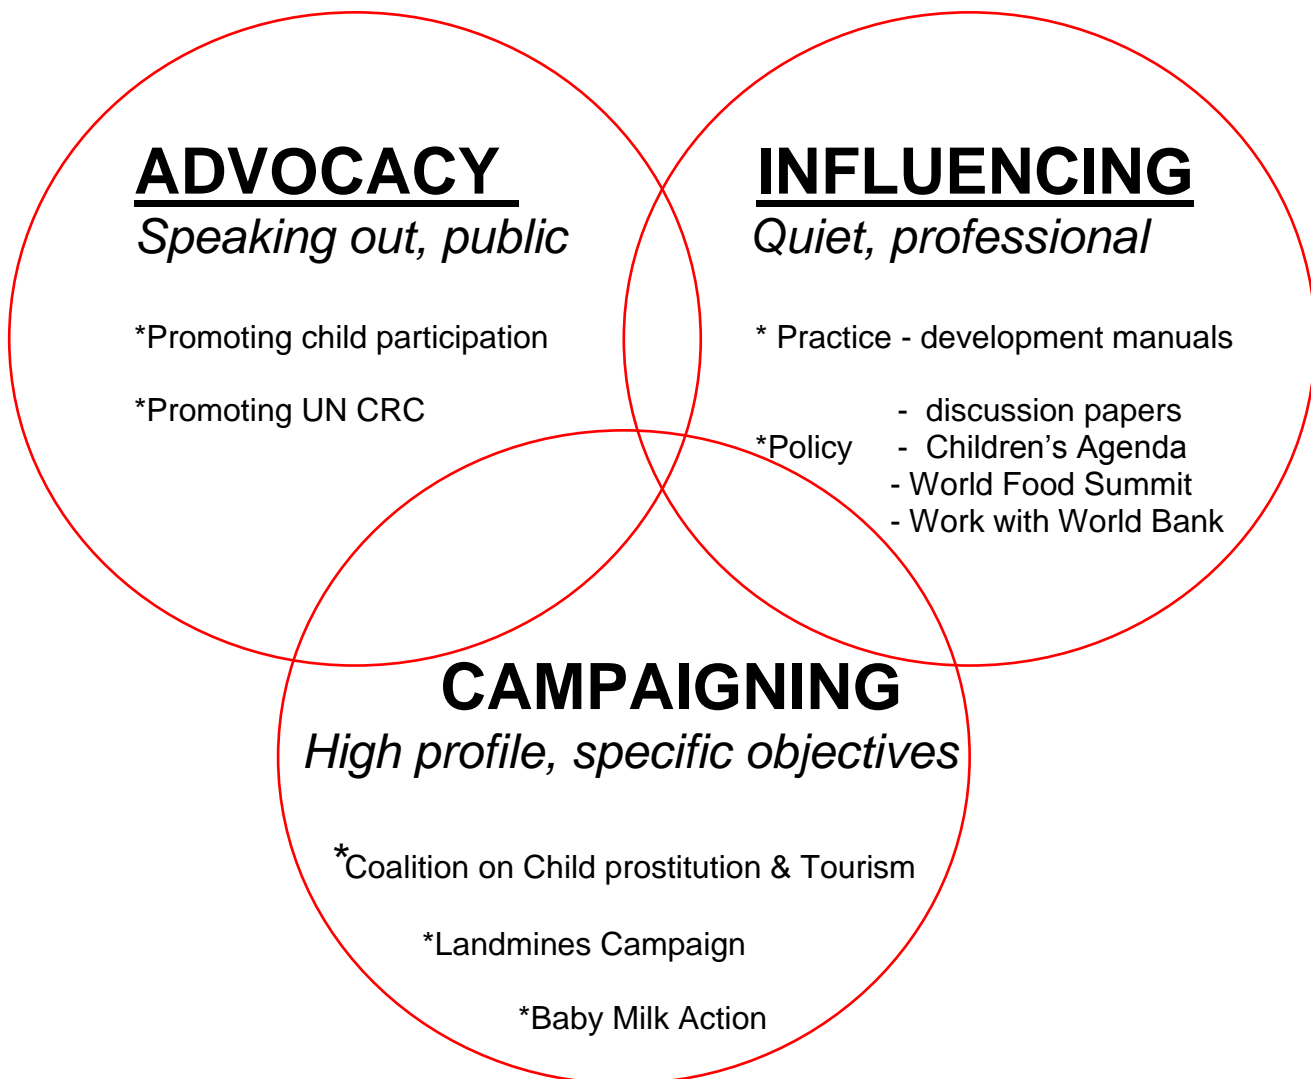 ADVOCACY
Speaking out, public
*Promoting child participation
*Promoting UN CRC
INFLUENCING
Quiet, professional
* Practice - development manuals
- discussion papers
*Policy - Children’s Agenda
- World Food Summit
- Work with World Bank
CAMPAIGNING
High profile, specific objectives
*Coalition on Child prostitution & Tourism
*Landmines Campaign
*Baby Milk Action